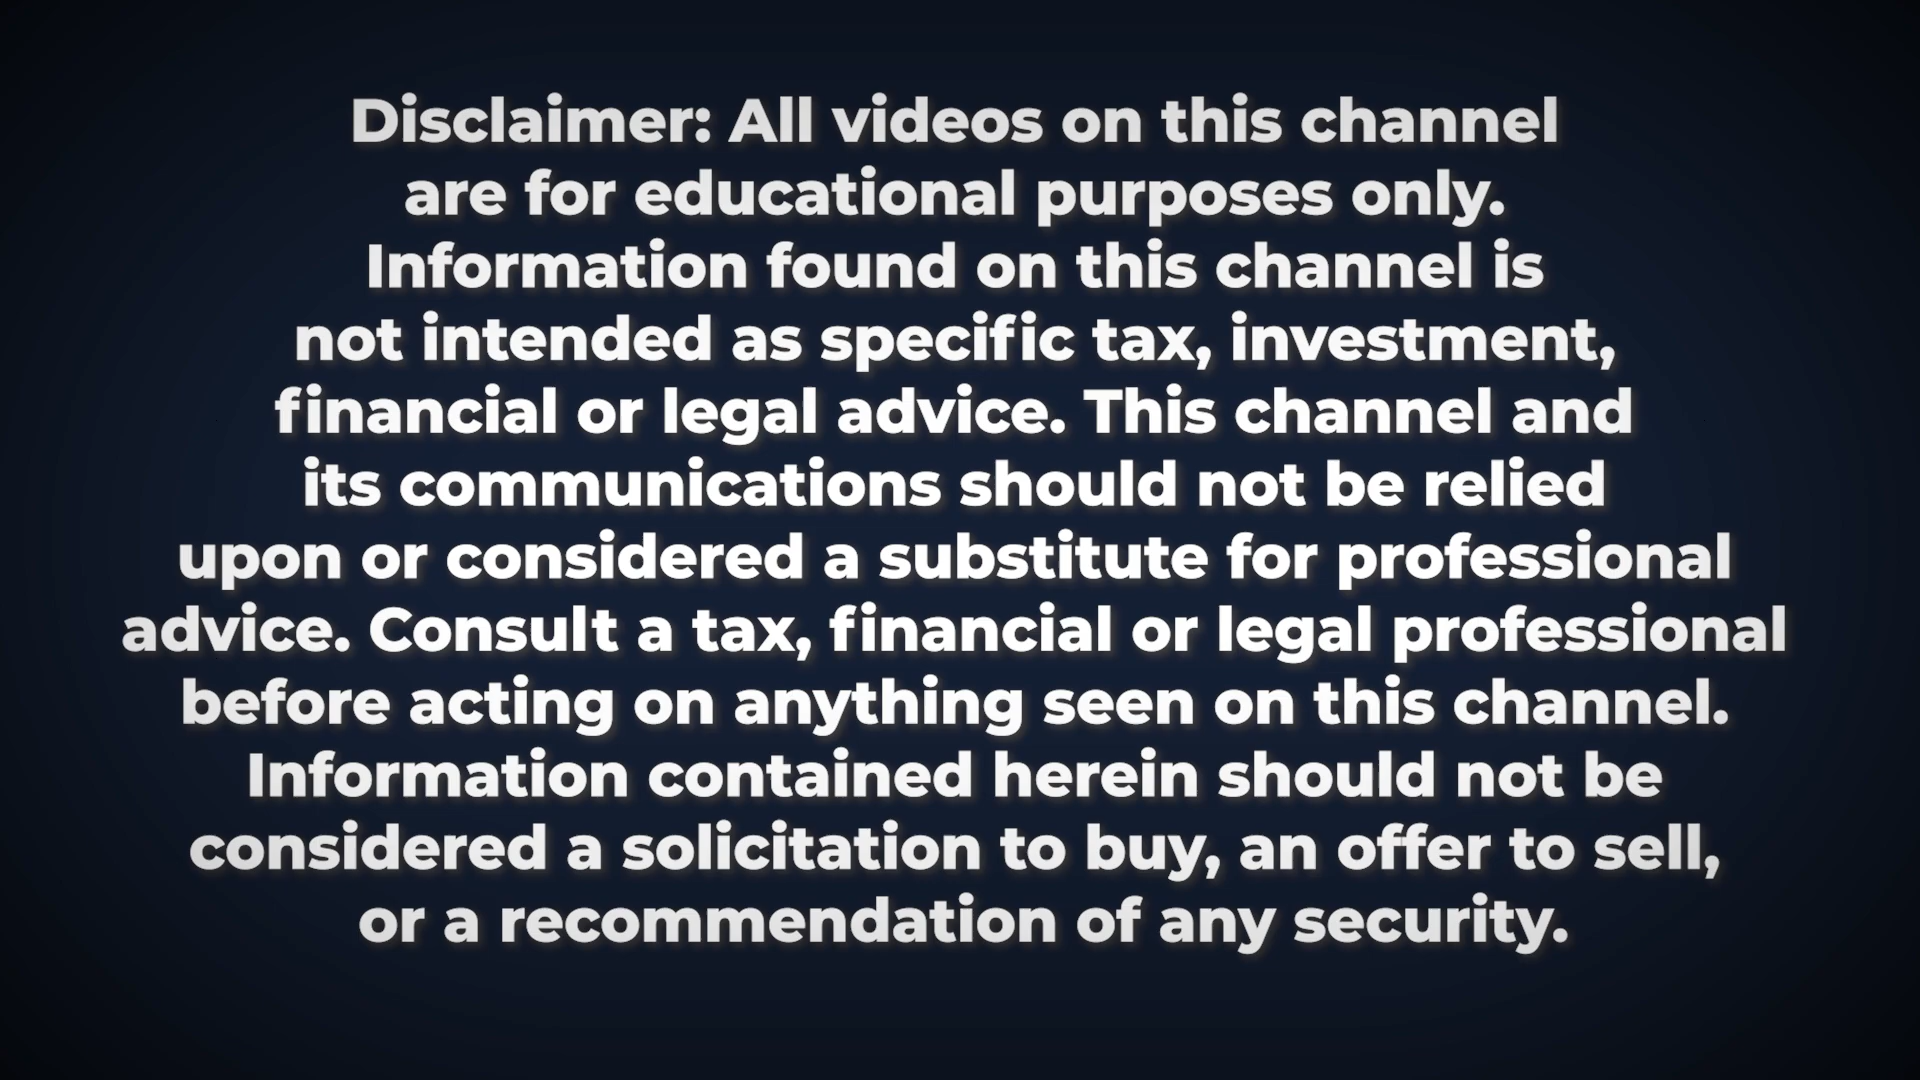 Disclaimer: All videos on this channel
are for educational purposes only.
Information found on this channel is
not intended as specific tax, investment,
financial or legal advice. This channel and
its communications should not be relied
upon or considered a substitute for professional
advice. Consult a tax, financial or legal professional
before acting on anything seen on this channel.
Information contained herein should not be
considered a solicitation to buy, an offer to sell,
or a recommendation of any security.